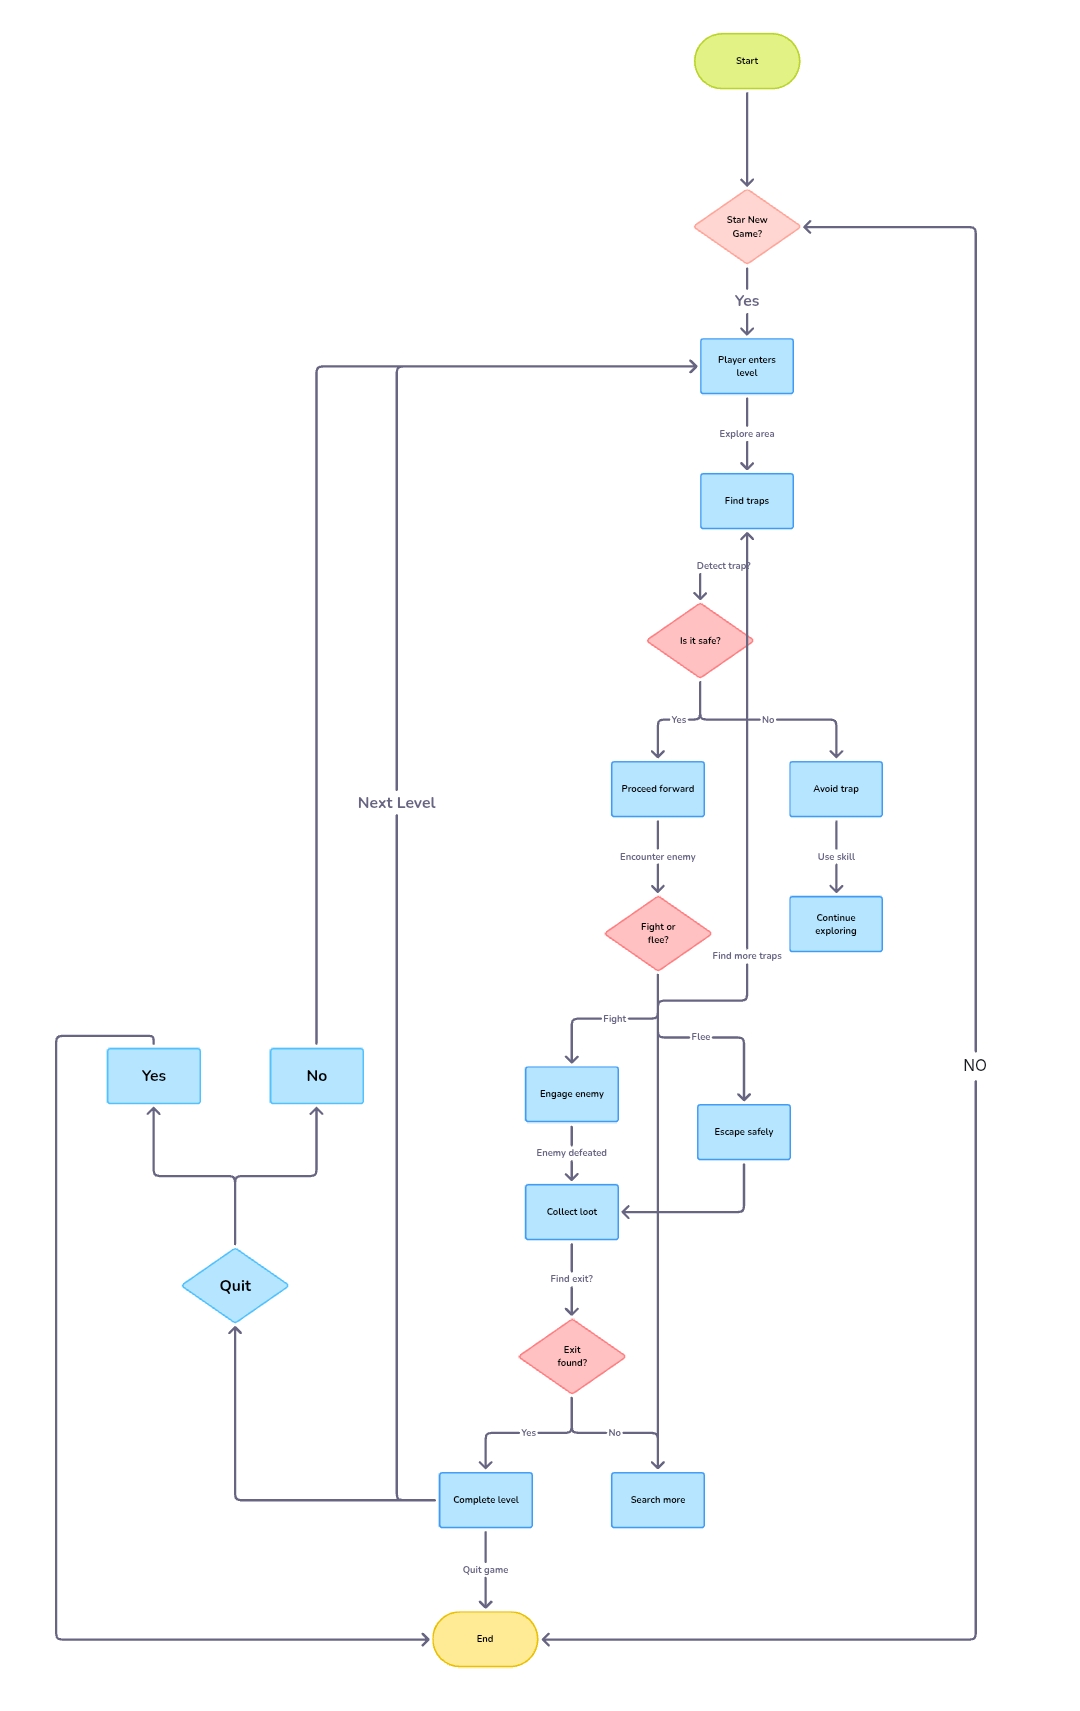 Start
Star New
Game?
Yes
Player enters
level
Explore area
Find traps
Detect trap?
Is it safe?
Yes
No
Proceed forward
Avoid trap
Next Level
Encounter enemy
Use skill
Fight or
flee?
Continue
exploring
Find more traps
Fight
Flee
NO
Yes
No
Engage enemy
Escape safely
Enemy defeated
Collect loot
Find exit?
Quit
Exit
found?
Yes
No
Complete level
Search more
Quit game
End